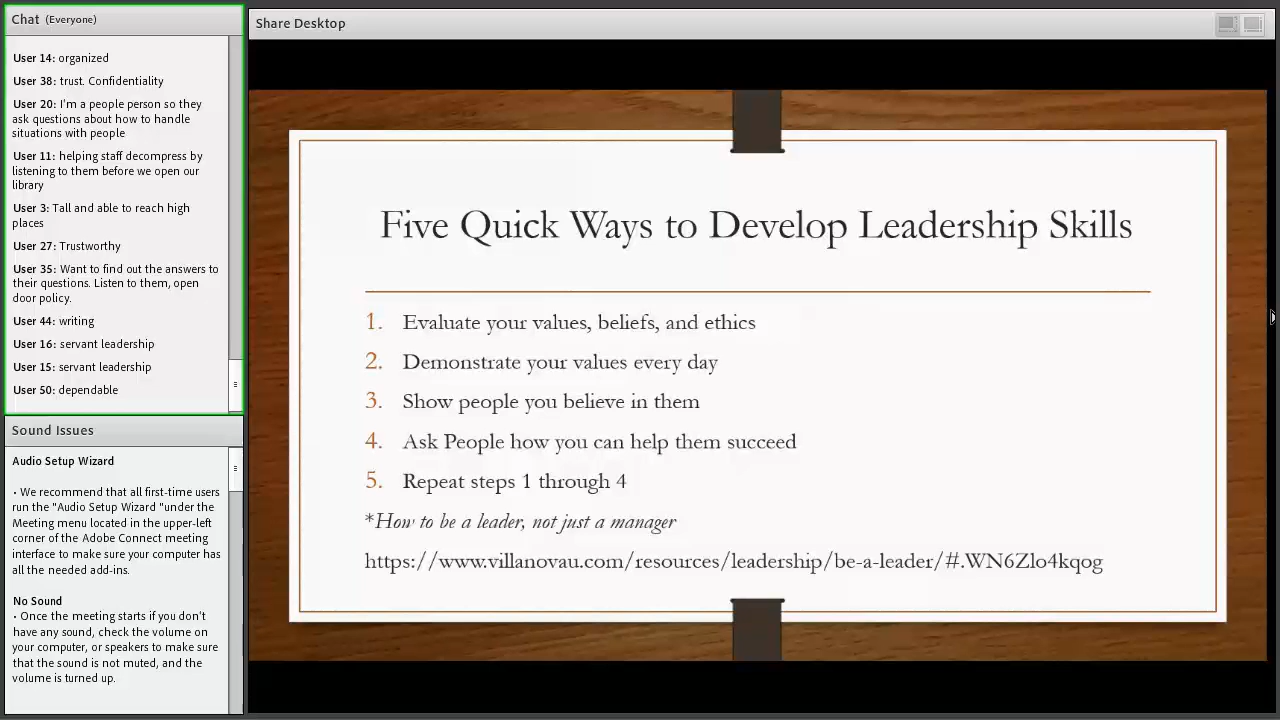 Chat (Everyone)
User 14: organized
User 38: trust. Confidentiality
User 20: I'm a people person so they
ask questions about how to handle
situations with people
User 11: helping staff decompress by
listening to them before we open our
library
User 3: Tall and able to reach high
places
User 27: Trustworthy
User 35: Want to find out the answers to
their questions. Listen to them, open
door policy.
User 44: writing
User 16: servant leadership
User 15: servant leadership
User 50: dependable
Sound Issues
Audio Setup Wizard
• We recommend that all first-time users
run the "Audio Setup Wizard "under the
Meeting menu located in the upper-left
corner of the Adobe Connect meeting
interface to make sure your computer has
all the needed add-ins.
No Sound
• Once the meeting starts if you don't
have any sound, check the volume on
your computer, or speakers to make sure
that the sound is not muted, and the
volume is turned up.
Share Desktop
Five Quick Ways to Develop Leadership Skills
1. Evaluate your values, beliefs, and ethics
2. Demonstrate your values every day
3. Show people you believe in them
4. Ask People how you can help them succeed
5. Repeat steps 1 through 4
*How to be a leader, not just a manager
https://www.villanovau.com/resources/leadership/be-a-leader/#.WN6Zlo4kqog